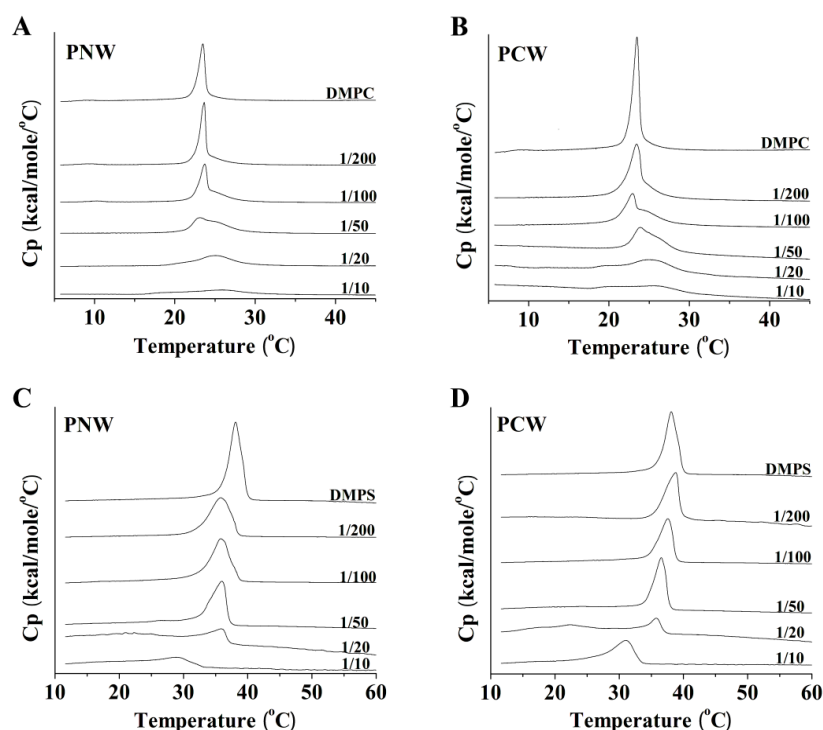 A
PNW
DMPC
1/200
1/100
1/50
1/20
1/10
Cp (kcal/mole/°C)
10 20 30 40
Temperature (°C)
B
PCW
DMPC
1/200
1/100
1/50
1/20
1/10
Cp (kcal/mole/°C)
10 20 30 40
Temperature (°C)
C
PNW
DMPS
1/200
1/100
1/50
1/20
1/10
Cp (kcal/mole/°C)
10 20 30 40 50 60
Temperature (°C)
D
PCW
DMPS
1/200
1/100
1/50
1/20
1/10
Cp (kcal/mole/°C)
10 20 30 40 50 60
Temperature (°C)